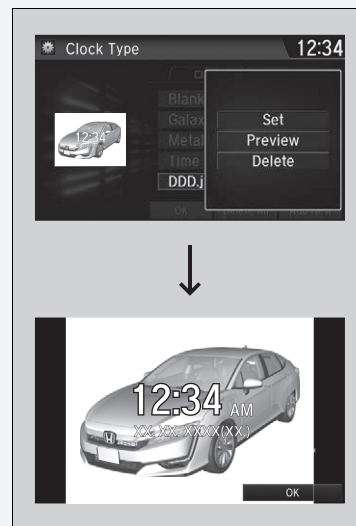 Clock Type
12:34
12:34
Blank
Galax
Metal
Time
DDD.j
Set
Preview
Delete
OK
12:34 AM
XX, XX, XXXX(XX,)
OK